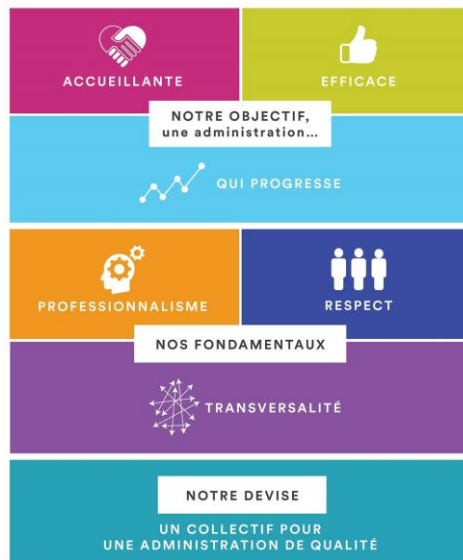 ACCUEILLANTE
EFFICACE
NOTRE OBJECTIF,
une administration...
QUI PROGRESSE
PROFESSIONNALISME
RESPECT
NOS FONDAMENTAUX
TRANSVERSALITÉ
NOTRE DEVISE
UN COLLECTIF POUR
UNE ADMINISTRATION DE QUALITÉ